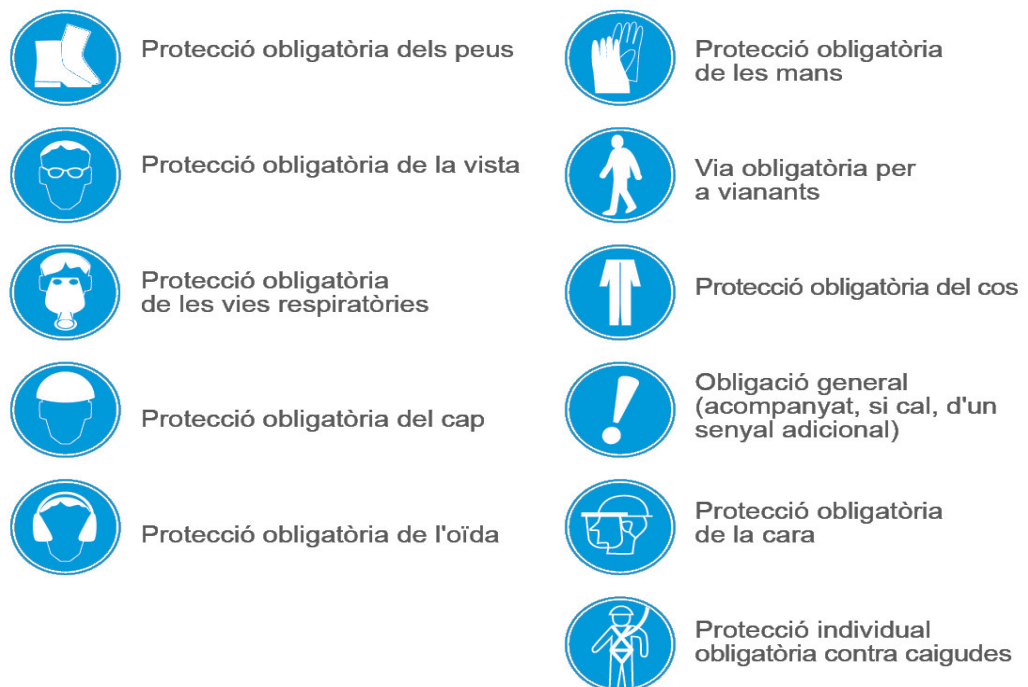 Protecció obligatòria dels peus
Protecció obligatòria de la vista
Protecció obligatòria
de les vies respiratòries
Protecció obligatòria del cap
Protecció obligatòria de l'oïda
Protecció obligatòria
de les mans
Via obligatòria per
a vianants
Protecció obligatòria del cos
Obligació general
(acompanyat, si cal, d'un
senyal adicional)
Protecció obligatòria
de la cara
Protecció individual
obligatòria contra caigudes